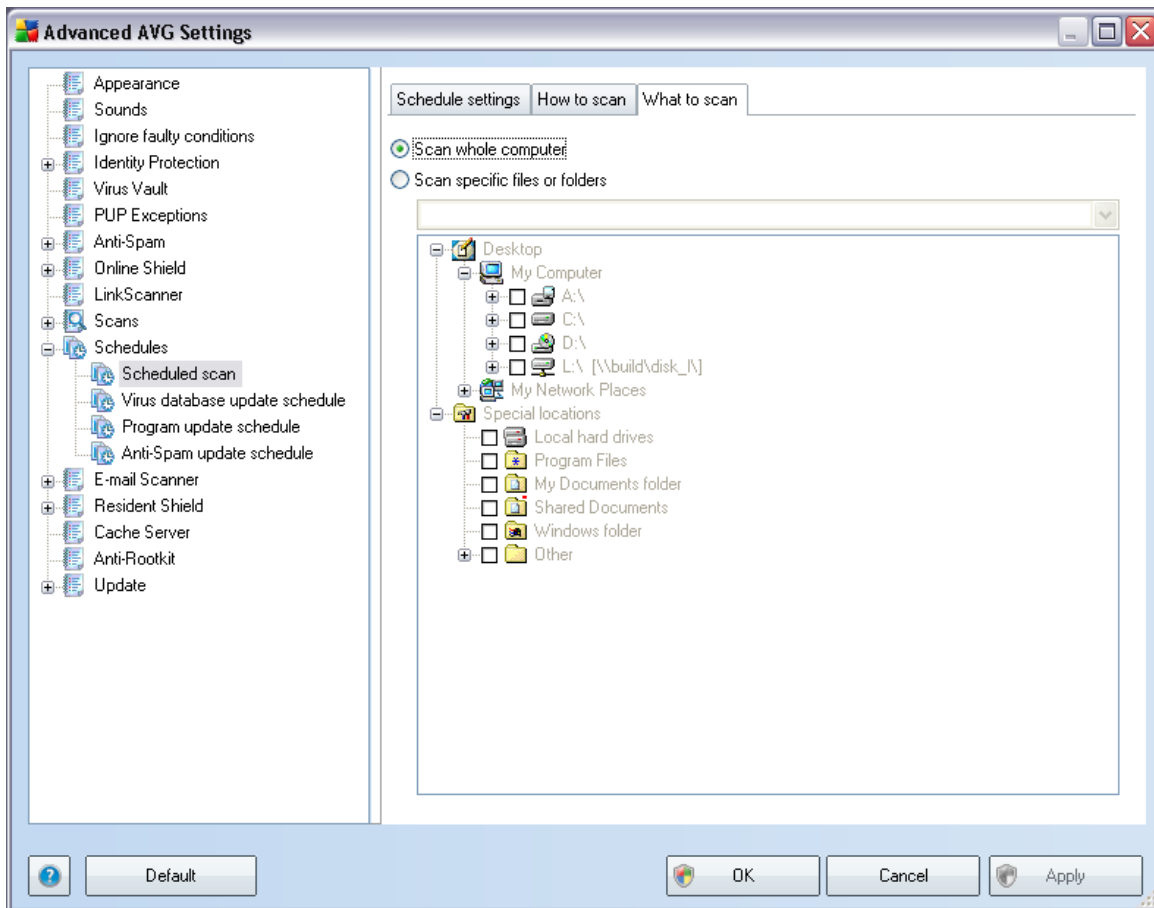 Advanced AVG Settings
Appearance
Sounds
Ignore faulty conditions
Identity Protection
Virus Vault
PUP Exceptions
Anti-Spam
Online Shield
LinkScanner
Scans
Schedules
Scheduled scan
Virus database update schedule
Program update schedule
Anti-Spam update schedule
E-mail Scanner
Resident Shield
Cache Server
Anti-Rootkit
Update
Schedule settings How to scan What to scan
Scan whole computer
Scan specific files or folders
Desktop
My Computer
A:\
C:\
D:\
L:\ [\\build\disk_l\]
My Network Places
Special locations
Local hard drives
Program Files
My Documents folder
Shared Documents
Windows folder
Other
? Default OK Cancel Apply